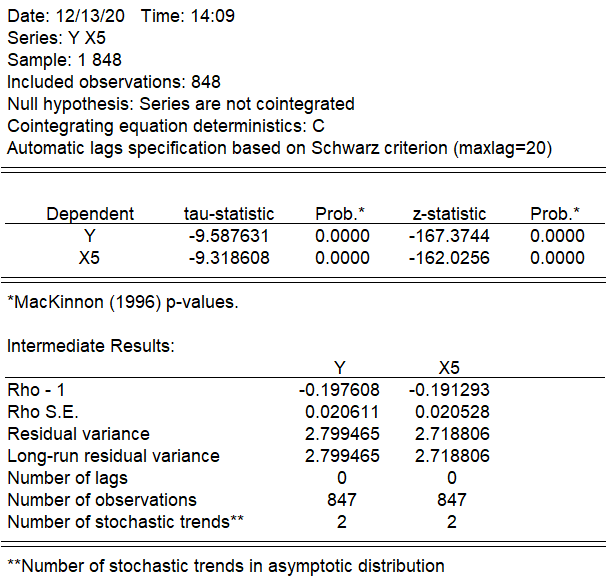 Date: 12/13/20 Time: 14:09
Series: Y X5
Sample: 1 848
Included observations: 848
Null hypothesis: Series are not cointegrated
Cointegrating equation deterministics: C
Automatic lags specification based on Schwarz criterion (maxlag=20)
Dependent tau-statistic Prob.* z-statistic Prob.*
Y -9.587631 0.0000 -167.3744 0.0000
X5 -9.318608 0.0000 -162.0256 0.0000
*MacKinnon (1996) p-values.
Intermediate Results:
Y X5
Rho - 1 -0.197608 -0.191293
Rho S.E. 0.020611 0.020528
Residual variance 2.799465 2.718806
Long-run residual variance 2.799465 2.718806
Number of lags 0 0
Number of observations 847 847
Number of stochastic trends** 2 2
**Number of stochastic trends in asymptotic distribution